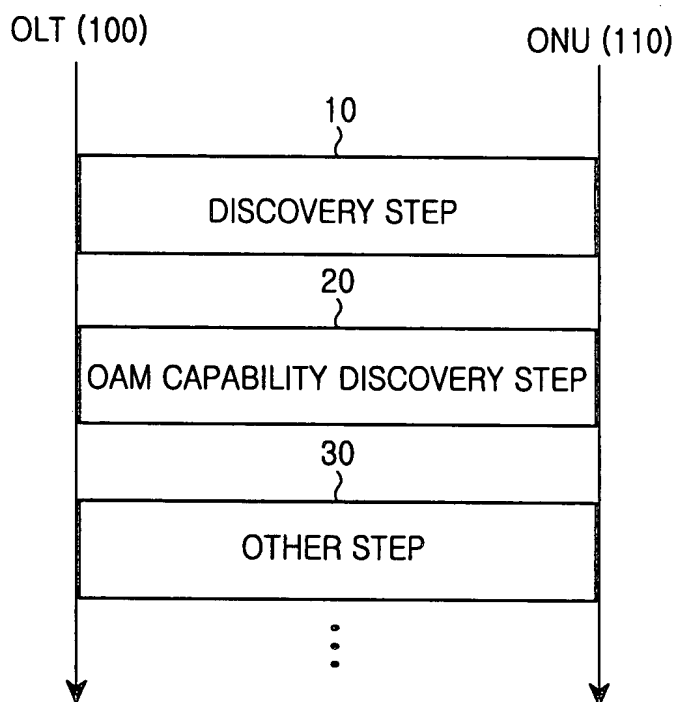 OLT (100)
ONU (110)
10
DISCOVERY STEP
20
OAM CAPABILITY DISCOVERY STEP
30
OTHER STEP